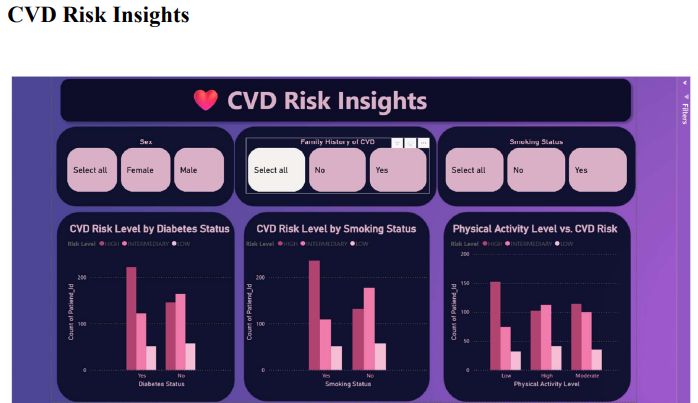 CVD Risk Insights
CVD Risk Insights
Filters
Sex
Select all
Female
Male
Family History of CVD
Select all
No
Yes
Smoking Status
Select all
No
Yes
CVD Risk Level by Diabetes Status
Risk Level HIGH INTERMEDIARY LOW
Count of Patiend_Id
200
100
0
Yes No
Diabetes Status
CVD Risk Level by Smoking Status
Risk Level HIGH INTERMEDIARY LOW
Count of Patiend_Id
200
100
0
Yes No
Smoking Status
Physical Activity Level vs. CVD Risk
Risk Level HIGH INTERMEDIARY LOW
Count of Patiend_Id
200
150
100
50
0
Low High Moderate
Physical Activity Level